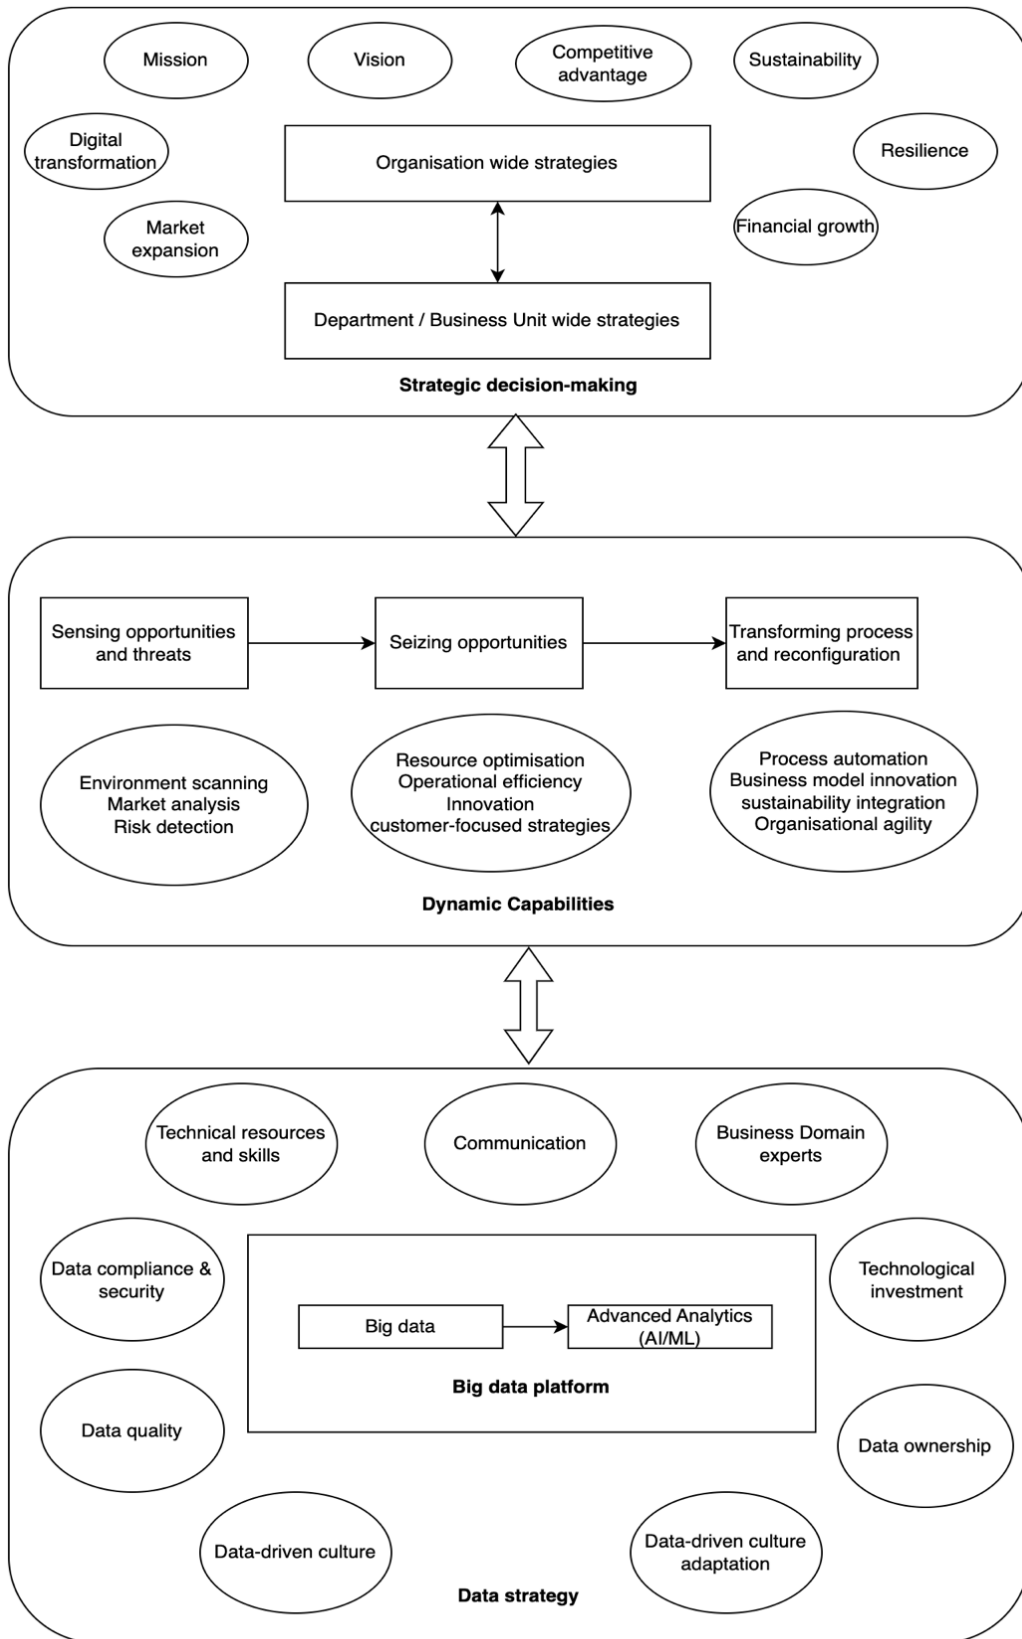 Mission
Vision
Competitive
advantage
Sustainability
Digital
transformation
Organisation wide strategies
Resilience
Market
expansion
Financial growth
Department / Business Unit wide strategies
Strategic decision-making
Sensing opportunities
and threats
Seizing opportunities
Transforming process
and reconfiguration
Environment scanning
Market analysis
Risk detection
Resource optimisation
Operational efficiency
Innovation
customer-focused strategies
Process automation
Business model innovation
sustainability integration
Organisational agility
Dynamic Capabilities
Technical resources
and skills
Communication
Business Domain
experts
Data compliance &
security
Technological
investment
Big data
Advanced Analytics
(AI/ML)
Big data platform
Data quality
Data ownership
Data-driven culture
Data-driven culture
adaptation
Data strategy